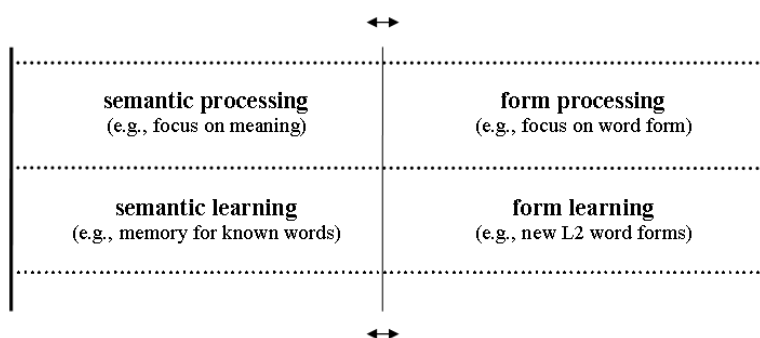 semantic processing
(e.g., focus on meaning)
form processing
(e.g., focus on word form)
semantic learning
(e.g., memory for known words)
form learning
(e.g., new L2 word forms)